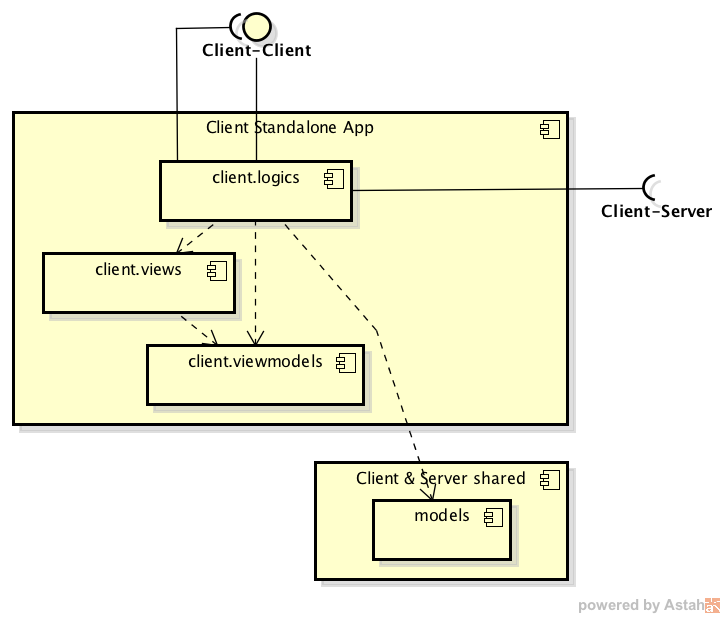 Client-Client
Client Standalone App
client.logics
Client-Server
client.views
client.viewmodels
Client & Server shared
models
powered by Astah